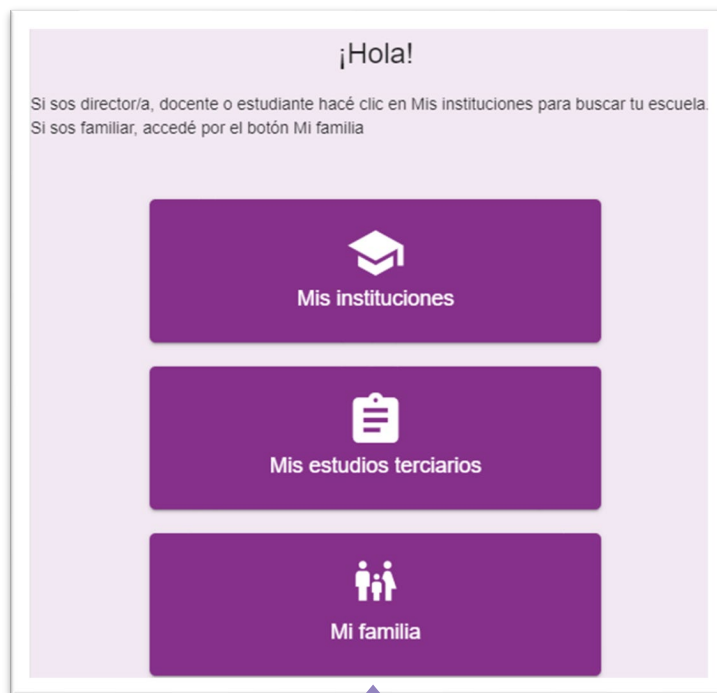 ¡Hola!
Si sos director/a, docente o estudiante hacé clic en Mis instituciones para buscar tu escuela.
Si sos familiar, accedé por el botón Mi familia
Mis instituciones
Mis estudios terciarios
Mi familia